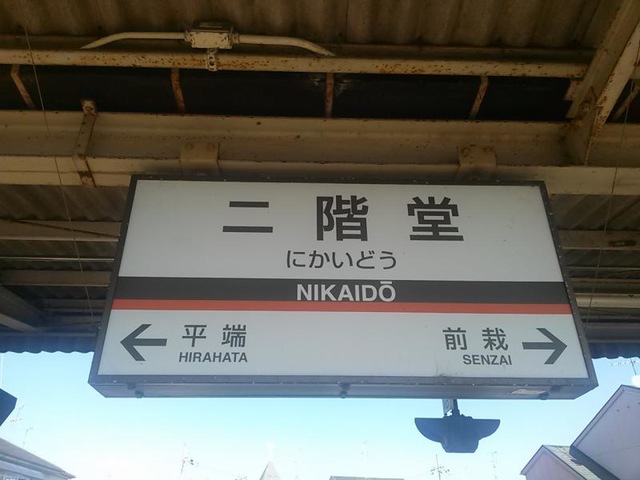 二階堂
にかいどう
NIKAIDŌ
← 平端 前栽 →
HIRAHATA SENZAI